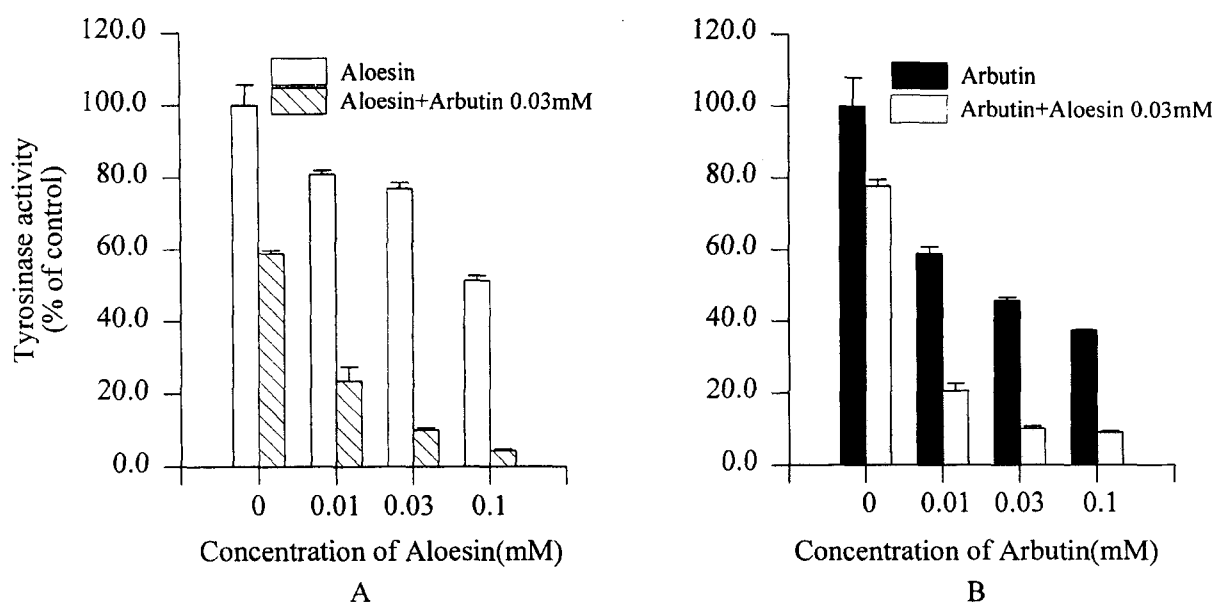 120.0
100.0
80.0
60.0
40.0
20.0
0.0
Tyrosinase activity
(% of control)
Aloesin
Aloesin+Arbutin 0.03mM
0 0.01 0.03 0.1
Concentration of Aloesin(mM)
A
120.0
100.0
80.0
60.0
40.0
20.0
0.0
Arbutin
Arbutin+Aloesin 0.03mM
0 0.01 0.03 0.1
Concentration of Arbutin(mM)
B